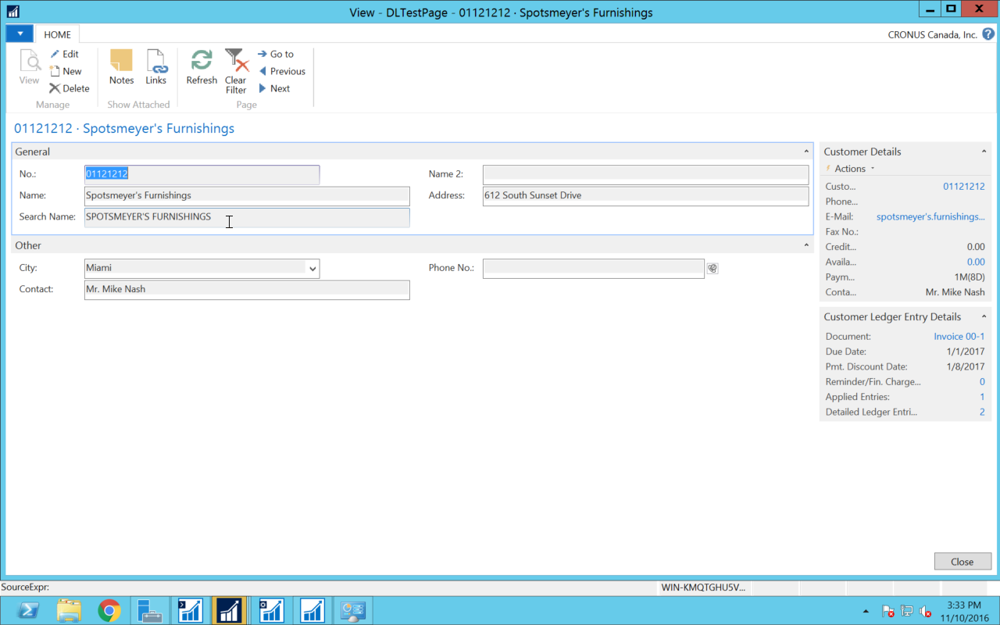 View - DLTestPage - 01121212 · Spotsmeyer's Furnishings
HOME
CRONUS Canada, Inc.
?
View
Edit
New
Delete
Manage
Notes
Links
Show Attached
Refresh
Clear
Filter
Go to
Previous
Next
Page
01121212 · Spotsmeyer's Furnishings
General
No.: 01121212
Name: Spotsmeyer's Furnishings
Search Name: SPOTSMEYER'S FURNISHINGS
Name 2:
Address: 612 South Sunset Drive
Other
City: Miami
Contact: Mr. Mike Nash
Phone No.:
Customer Details
Actions
Custo... 01121212
Phone...
E-Mail: spotsmeyer's.furnishings...
Fax No.:
Credit... 0.00
Availa... 0.00
Paym... 1M(8D)
Conta... Mr. Mike Nash
Customer Ledger Entry Details
Document: Invoice 00-1
Due Date: 1/1/2017
Pmt. Discount Date: 1/8/2017
Reminder/Fin. Charge... 0
Applied Entries: 1
Detailed Ledger Entri... 2
Close
SourceExpr:
WIN-KMQTGHU5V...
3:33 PM
11/10/2016